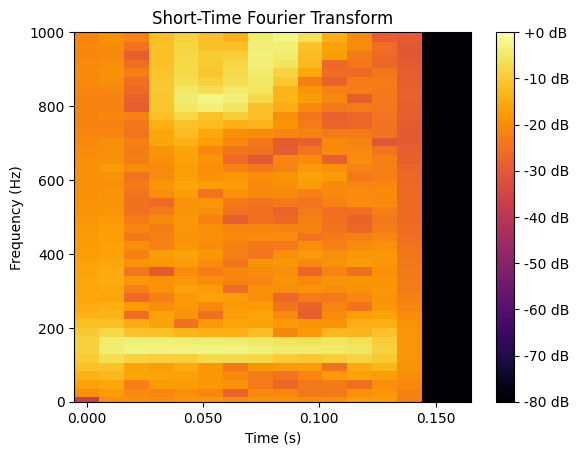 Short-Time Fourier Transform
Frequency (Hz)
1000
800
600
400
200
0
0.000 0.050 0.100 0.150
Time (s)
+0 dB
-10 dB
-20 dB
-30 dB
-40 dB
-50 dB
-60 dB
-70 dB
-80 dB